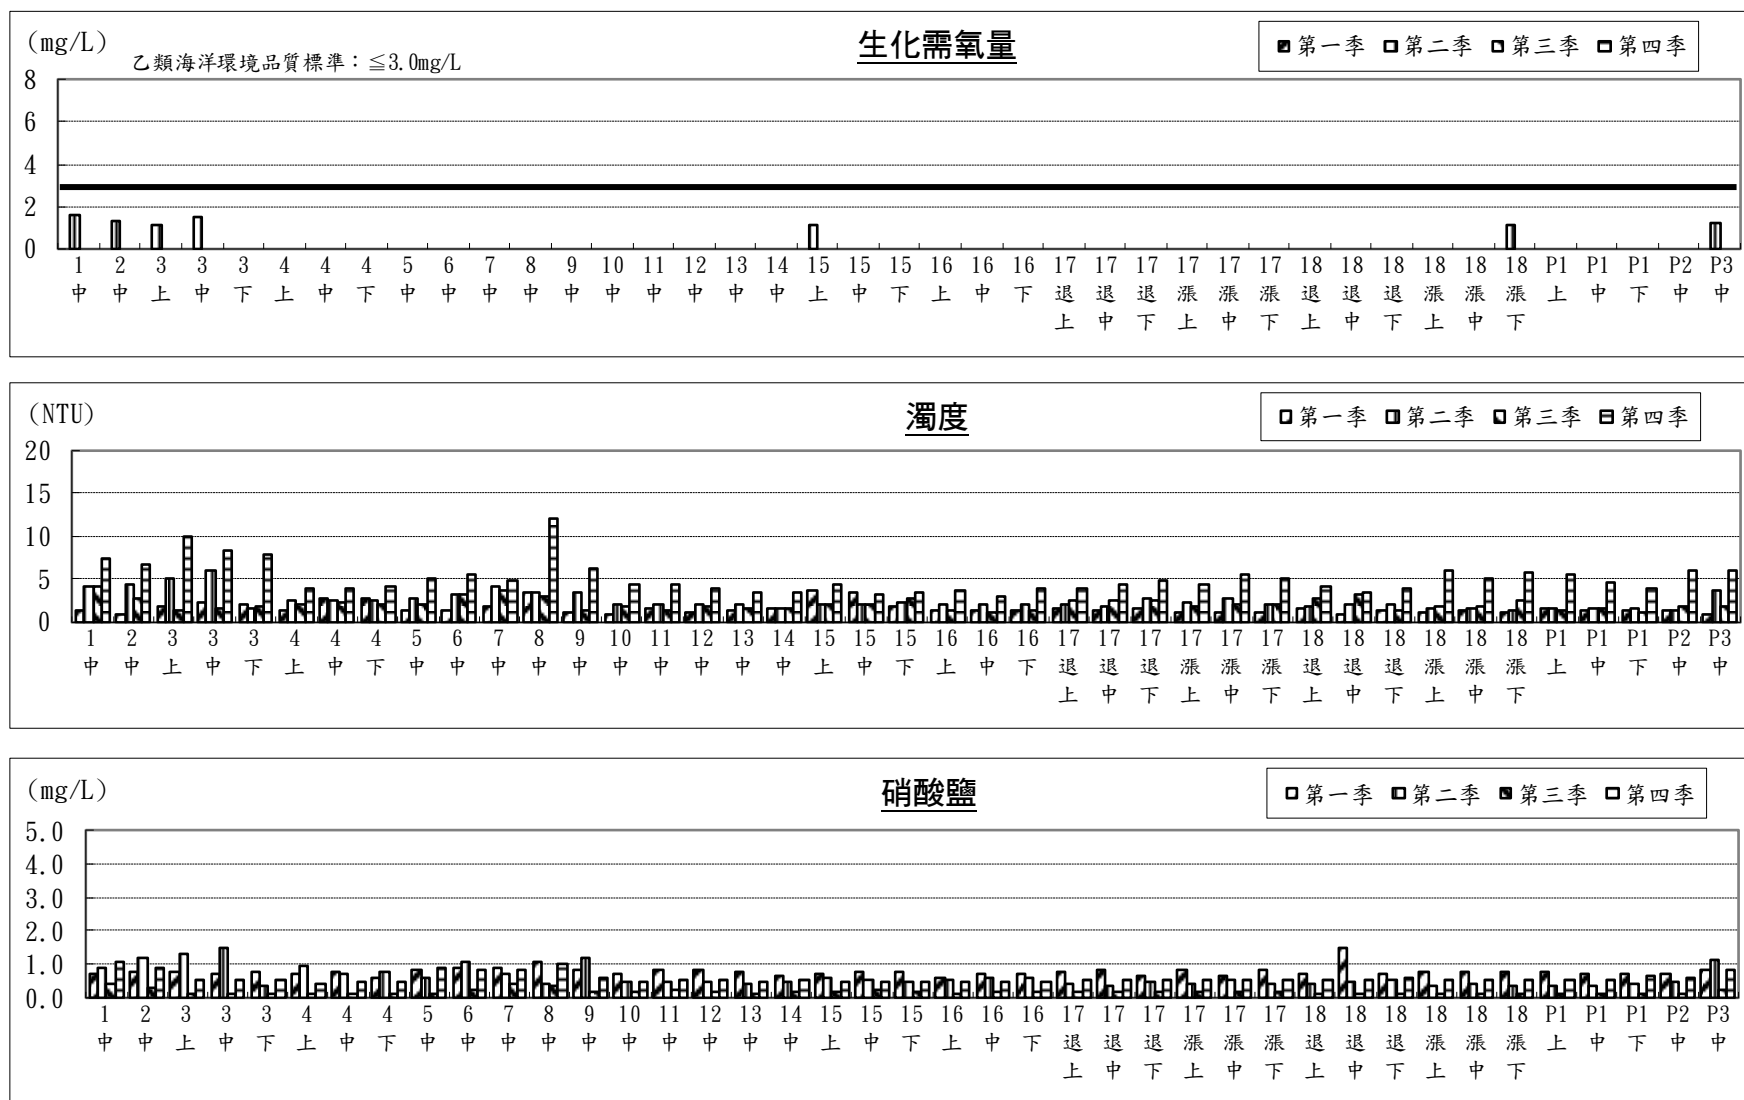 生化需氧量
(mg/L)
乙類海洋環境品質標準：≦3.0mg/L
第一季 第二季 第三季 第四季
8
6
4
2
0
1 2 3 3 3 4 4 4 5 6 7 8 9 10 11 12 13 14 15 15 15 16 16 16 17 17 17 17 17 17 18 18 18 18 18 18 P1 P1 P1 P2 P3
中 中 上 中 下 上 中 下 中 中 中 中 中 中 中 中 中 中 上 中 下 上 中 下 退 退 退 漲 漲 漲 退 退 退 漲 漲 漲 上 中 下 中 中
上 中 下 上 中 下 上 中 下 上 中 下
濁度
(NTU)
第一季 第二季 第三季 第四季
20
15
10
5
0
1 2 3 3 3 4 4 4 5 6 7 8 9 10 11 12 13 14 15 15 15 16 16 16 17 17 17 17 17 17 18 18 18 18 18 18 P1 P1 P1 P2 P3
中 中 上 中 下 上 中 下 中 中 中 中 中 中 中 中 中 中 上 中 下 上 中 下 退 退 退 漲 漲 漲 退 退 退 漲 漲 漲 上 中 下 中 中
上 中 下 上 中 下 上 中 下 上 中 下
硝酸鹽
(mg/L)
第一季 第二季 第三季 第四季
5.0
4.0
3.0
2.0
1.0
0.0
1 2 3 3 3 4 4 4 5 6 7 8 9 10 11 12 13 14 15 15 15 16 16 16 17 17 17 17 17 17 18 18 18 18 18 18 P1 P1 P1 P2 P3
中 中 上 中 下 上 中 下 中 中 中 中 中 中 中 中 中 中 上 中 下 上 中 下 退 退 退 漲 漲 漲 退 退 退 漲 漲 漲 上 中 下 中 中
上 中 下 上 中 下 上 中 下 上 中 下